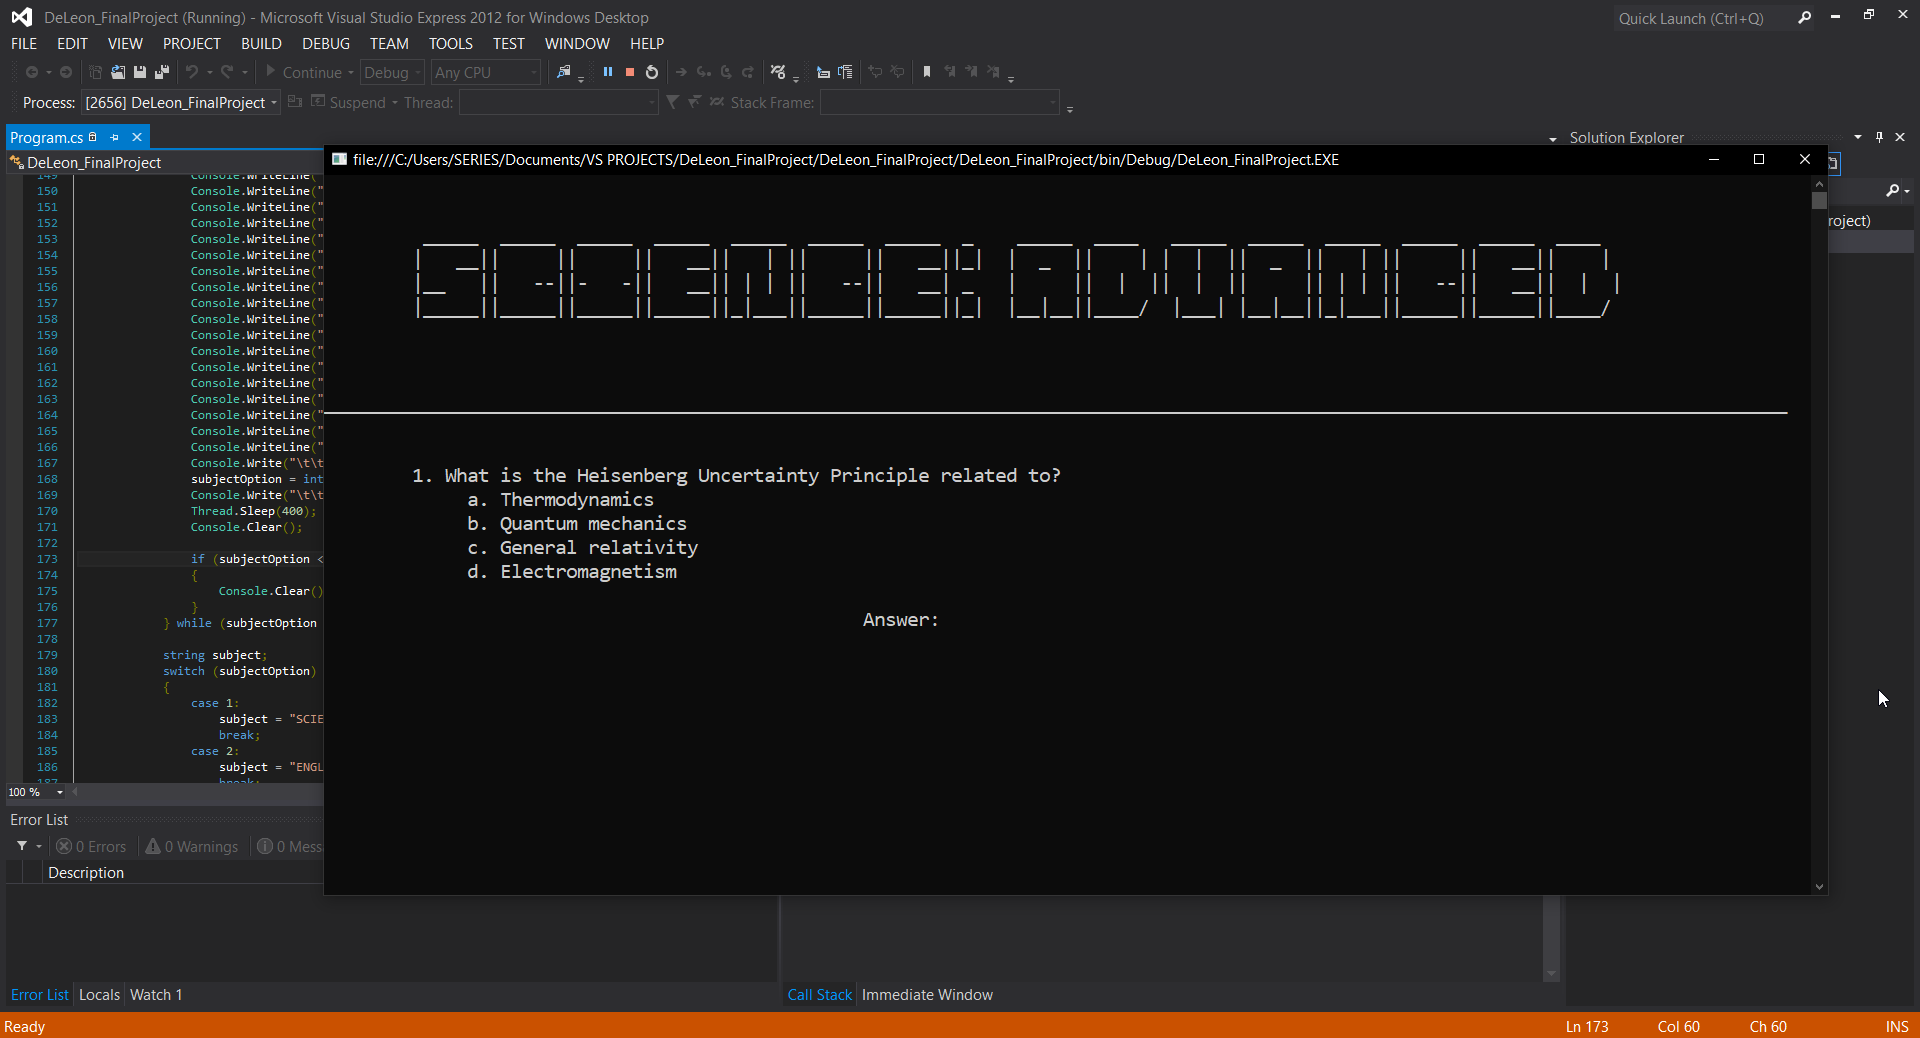 DeLeon_FinalProject (Running) - Microsoft Visual Studio Express 2012 for Windows Desktop
Quick Launch (Ctrl+Q)
FILE EDIT VIEW PROJECT BUILD DEBUG TEAM TOOLS TEST WINDOW HELP
Continue Debug Any CPU
Process: [2656] DeLeon_FinalProject Suspend Thread: Stack Frame:
Program.cs
Solution Explorer
DeLeon_FinalProject
file:///C:/Users/SERIES/Documents/VS PROJECTS/DeLeon_FinalProject/DeLeon_FinalProject/DeLeon_FinalProject/bin/Debug/DeLeon_FinalProject.EXE
roject)
149 Console.WriteLine("
150 Console.WriteLine("
151 Console.WriteLine("
152 Console.WriteLine("
153 Console.WriteLine("
154 Console.WriteLine("
155 Console.WriteLine("
156 Console.WriteLine("
157 Console.WriteLine("
158 Console.WriteLine("
159 Console.WriteLine("
160 Console.WriteLine("
161 Console.WriteLine("
162 Console.WriteLine("
163 Console.WriteLine("
164 Console.WriteLine("
165 Console.WriteLine("
166 Console.WriteLine("
167 Console.Write("\t\t
168 subjectOption = int
169 Console.Write("\t\t
170 Thread.Sleep(400);
171 Console.Clear();
172
173 if (subjectOption <
174 {
175 Console.Clear()
176 }
177 } while (subjectOption
178
179 string subject;
180 switch (subjectOption)
181 {
182 case 1:
183 subject = "SCIE
184 break;
185 case 2:
186 subject = "ENGL
187 break;
SCIENCE: ADVANCED
1. What is the Heisenberg Uncertainty Principle related to?
a. Thermodynamics
b. Quantum mechanics
c. General relativity
d. Electromagnetism
Answer:
100 %
Error List
0 Errors 0 Warnings 0 Messa
Description
Error List Locals Watch 1
Call Stack Immediate Window
Ready
Ln 173 Col 60 Ch 60 INS